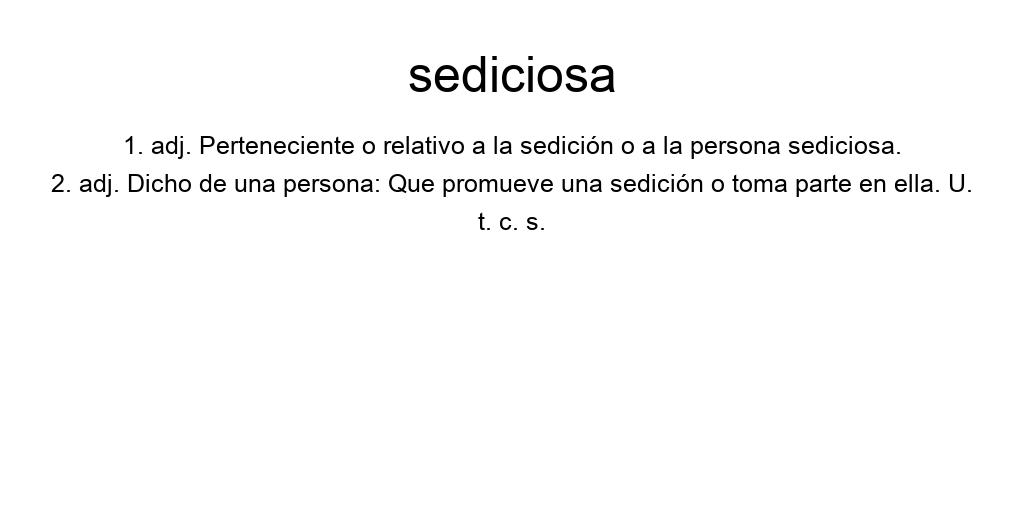 sediciosa
1. adj. Perteneciente o relativo a la sedición o a la persona sediciosa.
2. adj. Dicho de una persona: Que promueve una sedición o toma parte en ella. U.
t. c. s.